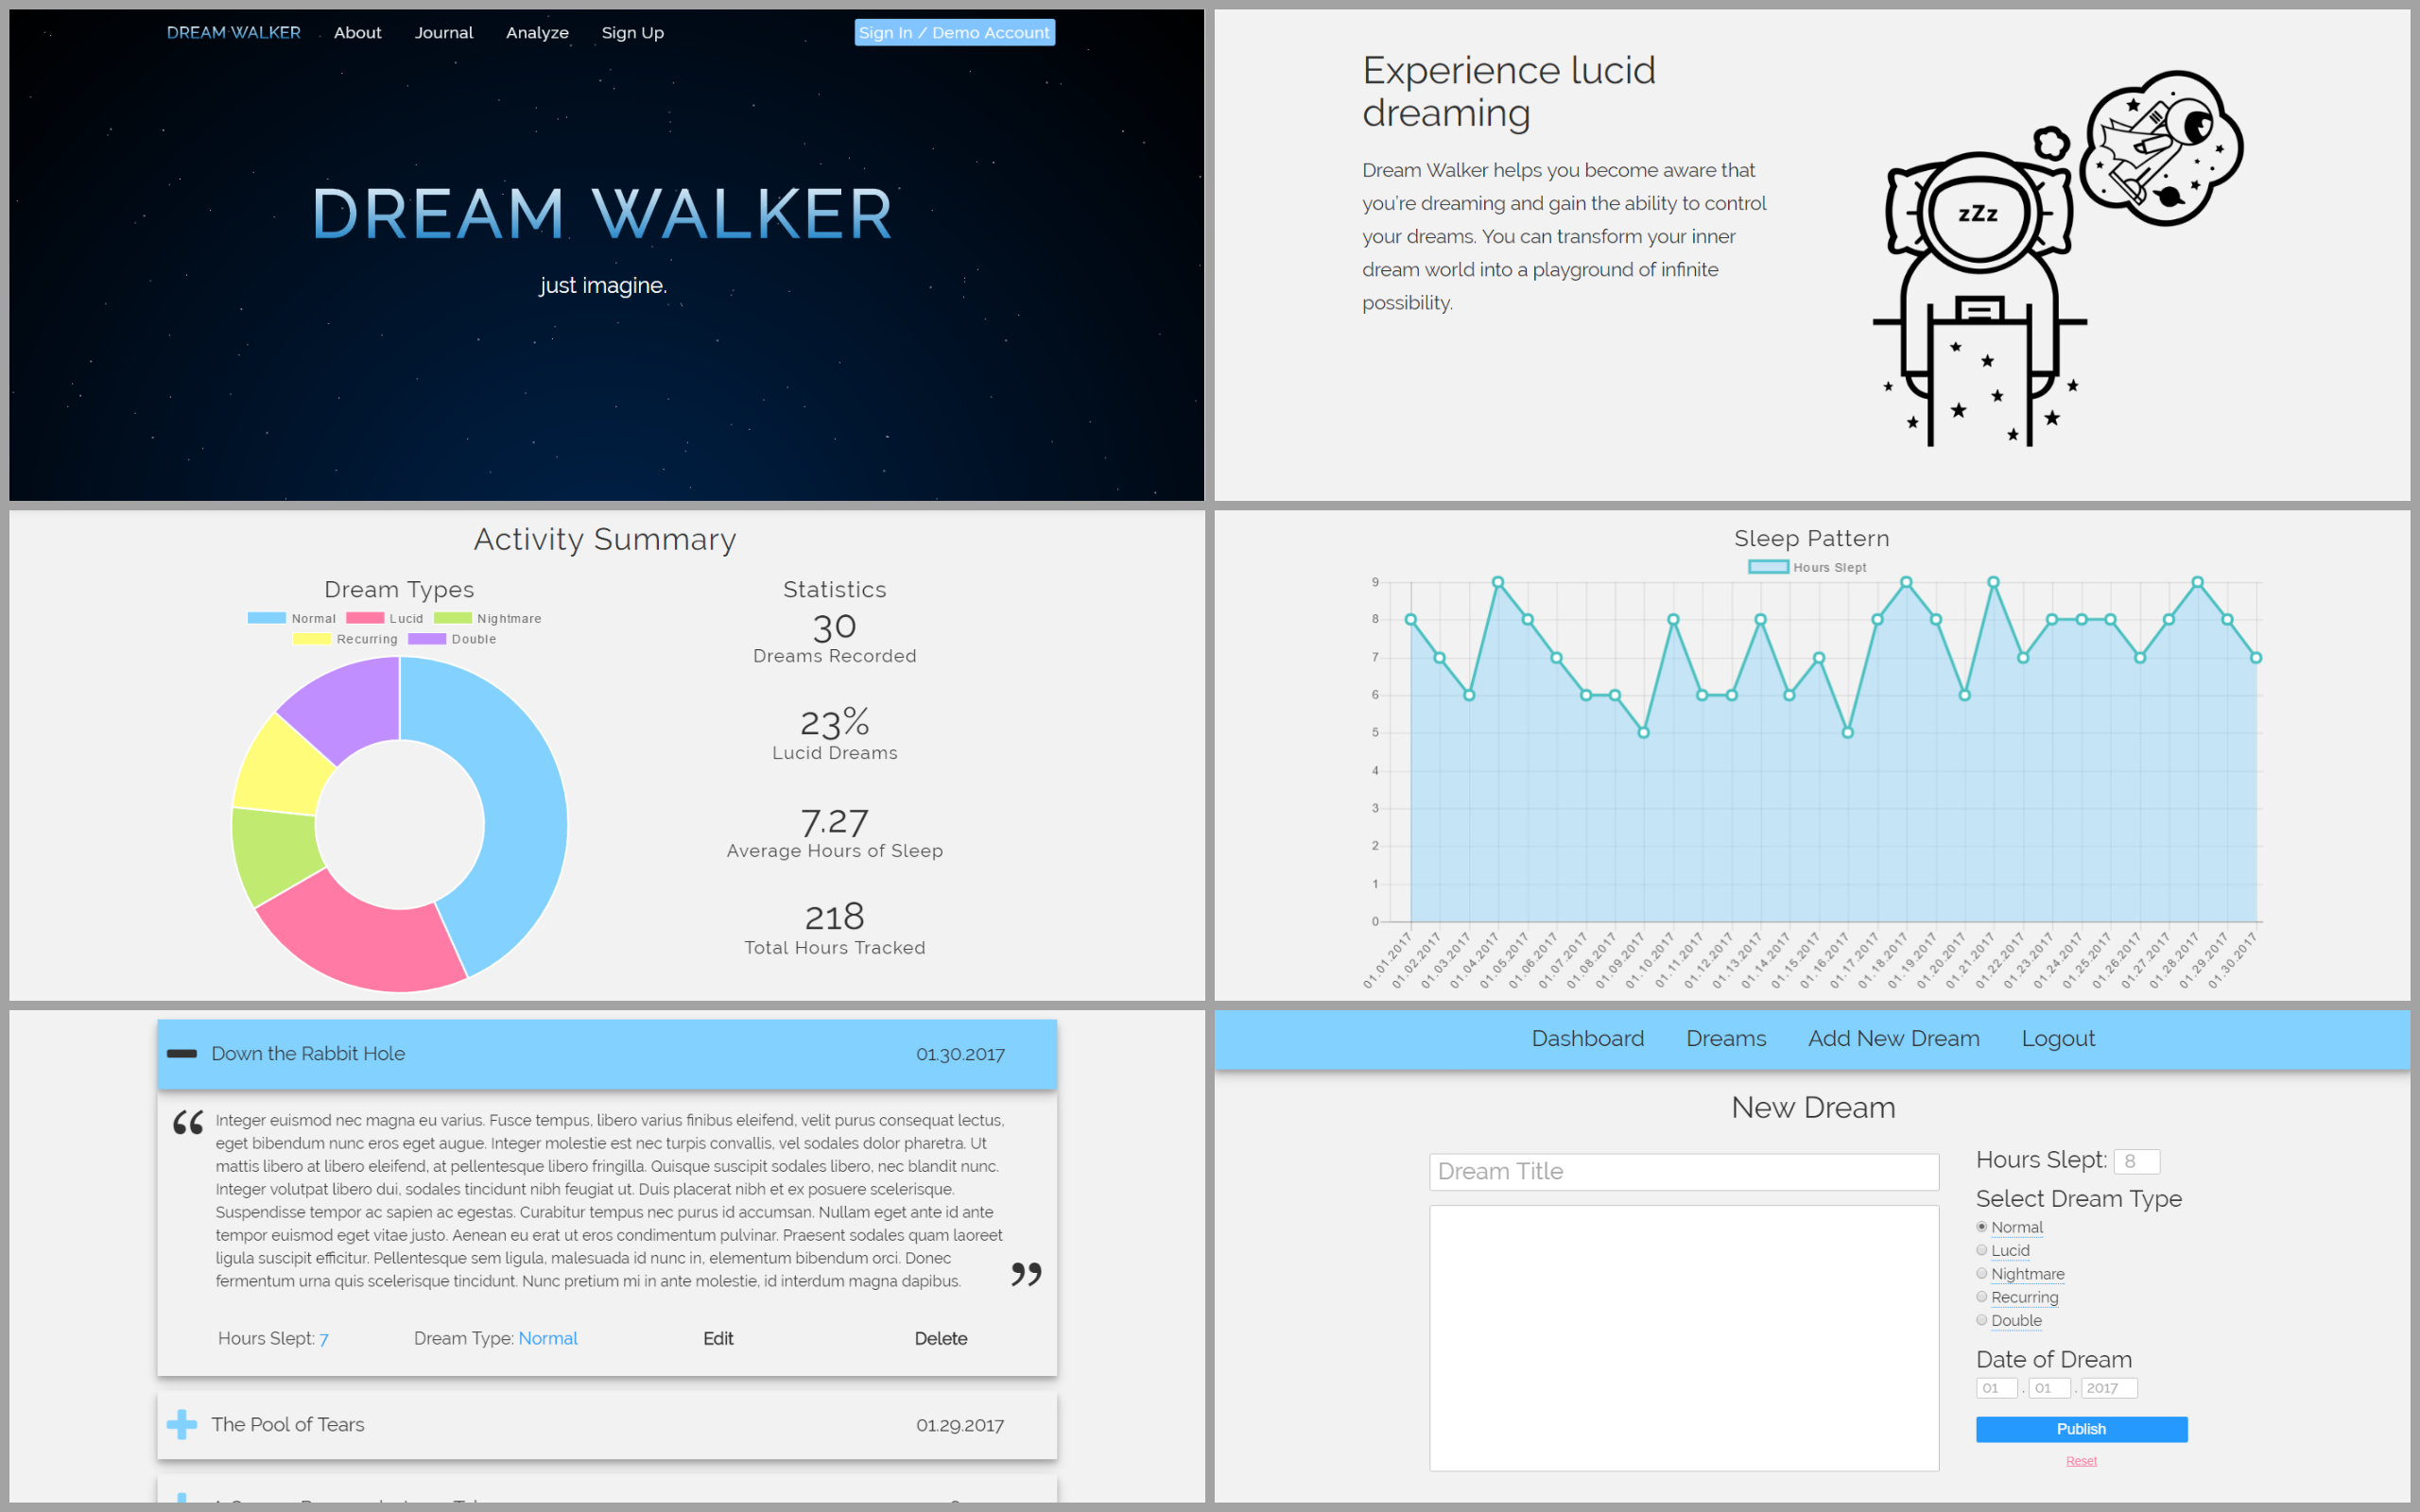 DREAM WALKER
About
Journal
Analyze
Sign Up
Sign In / Demo Account
DREAM WALKER
just imagine.
Experience lucid
dreaming
Dream Walker helps you become aware that
you're dreaming and gain the ability to control
your dreams. You can transform your inner
dream world into a playground of infinite
possibility.
zZz
Activity Summary
Dream Types
Normal
Lucid
Nightmare
Recurring
Double
Statistics
30
Dreams Recorded
23%
Lucid Dreams
7.27
Average Hours of Sleep
218
Total Hours Tracked
Sleep Pattern
Hours Slept
9
8
7
6
5
4
3
2
1
0
01.01.2017
01.02.2017
01.03.2017
01.04.2017
01.05.2017
01.06.2017
01.07.2017
01.08.2017
01.09.2017
01.10.2017
01.11.2017
01.12.2017
01.13.2017
01.14.2017
01.15.2017
01.16.2017
01.17.2017
01.18.2017
01.19.2017
01.20.2017
01.21.2017
01.22.2017
01.23.2017
01.24.2017
01.25.2017
01.26.2017
01.27.2017
01.28.2017
01.29.2017
01.30.2017
Down the Rabbit Hole
01.30.2017
“ Integer euismod nec magna eu varius. Fusce tempus, libero varius finibus eleifend, velit purus consequat lectus,
eget bibendum nunc eros eget augue. Integer molestie est nec turpis convallis, vel sodales dolor pharetra. Ut
mattis libero at libero eleifend, at pellentesque libero fringilla. Quisque suscipit sodales libero, nec blandit nunc.
Integer volutpat libero dui, sodales tincidunt nibh feugiat ut. Duis placerat nibh et ex posuere scelerisque.
Suspendisse tempor ac sapien ac egestas. Curabitur tempus nec purus id accumsan. Nullam eget ante id ante
tempor euismod eget vitae justo. Aenean eu erat ut eros condimentum pulvinar. Praesent sodales quam laoreet
ligula suscipit efficitur. Pellentesque sem ligula, malesuada id nunc in, elementum bibendum orci. Donec
fermentum urna quis scelerisque tincidunt. Nunc pretium mi in ante molestie, id interdum magna dapibus. ”
Hours Slept: 7
Dream Type: Normal
Edit
Delete
The Pool of Tears
01.29.2017
Dashboard
Dreams
Add New Dream
Logout
New Dream
Dream Title
Hours Slept: 8
Select Dream Type
Normal
Lucid
Nightmare
Recurring
Double
Date of Dream
01 . 01 . 2017
Publish
Reset